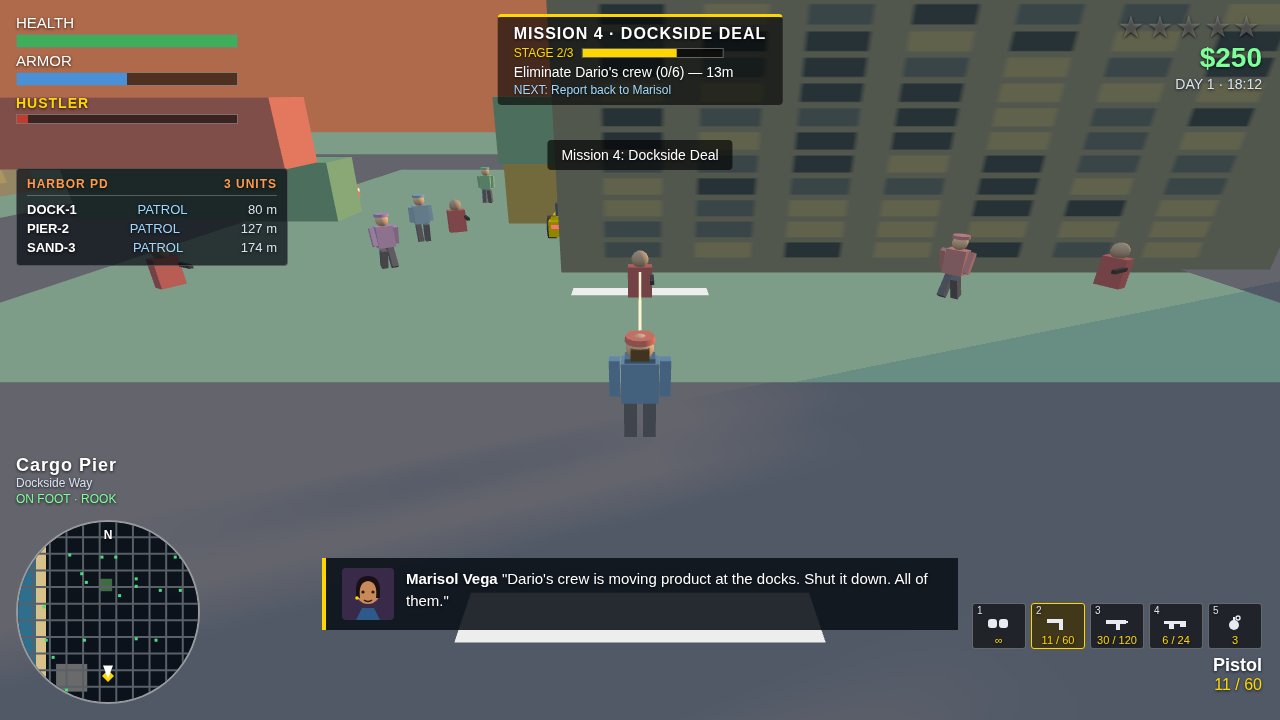 HEALTH
ARMOR
HUSTLER
HARBOR PD 3 UNITS
DOCK-1 PATROL 80 m
PIER-2 PATROL 127 m
SAND-3 PATROL 174 m
MISSION 4 · DOCKSIDE DEAL
STAGE 2/3
Eliminate Dario's crew (0/6) — 13m
NEXT: Report back to Marisol
Mission 4: Dockside Deal
$250
DAY 1 · 18:12
Cargo Pier
Dockside Way
ON FOOT · ROOK
N
Marisol Vega "Dario's crew is moving product at the docks. Shut it down. All of
them."
1 2 3 4 5
∞ 11 / 60 30 / 120 6 / 24 3
Pistol
11 / 60